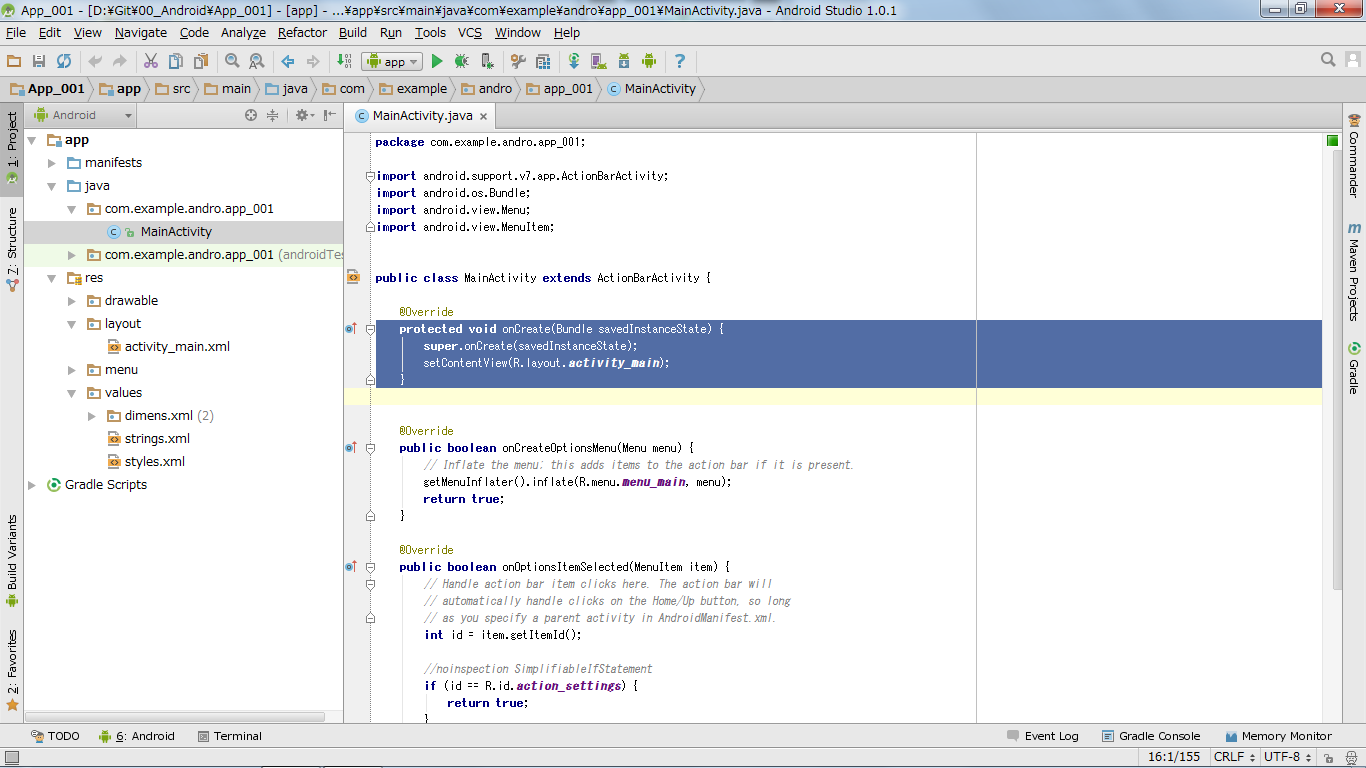 App_001 - [D:¥Git¥00_Android¥App_001] - [app] - ...¥app¥src¥main¥java¥com¥example¥andro¥app_001¥MainActivity.java - Android Studio 1.0.1
File Edit View Navigate Code Analyze Refactor Build Run Tools VCS Window Help
app
App_001 app src main java com example andro app_001 MainActivity
Android
MainActivity.java
1: Project
7: Structure
Build Variants
2: Favorites
app
manifests
java
com.example.andro.app_001
MainActivity
com.example.andro.app_001 (androidTes
res
drawable
layout
activity_main.xml
menu
values
dimens.xml (2)
strings.xml
styles.xml
Gradle Scripts
package com.example.andro.app_001;
import android.support.v7.app.ActionBarActivity;
import android.os.Bundle;
import android.view.Menu;
import android.view.MenuItem;
public class MainActivity extends ActionBarActivity {
@Override
protected void onCreate(Bundle savedInstanceState) {
super.onCreate(savedInstanceState);
setContentView(R.layout.activity_main);
}
@Override
public boolean onCreateOptionsMenu(Menu menu) {
// Inflate the menu; this adds items to the action bar if it is present.
getMenuInflater().inflate(R.menu.menu_main, menu);
return true;
}
@Override
public boolean onOptionsItemSelected(MenuItem item) {
// Handle action bar item clicks here. The action bar will
// automatically handle clicks on the Home/Up button, so long
// as you specify a parent activity in AndroidManifest.xml.
int id = item.getItemId();
//noinspection SimplifiableIfStatement
if (id == R.id.action_settings) {
return true;
}
Commander
Maven Projects
Gradle
TODO 6: Android Terminal Event Log Gradle Console Memory Monitor
16:1/155 CRLF UTF-8